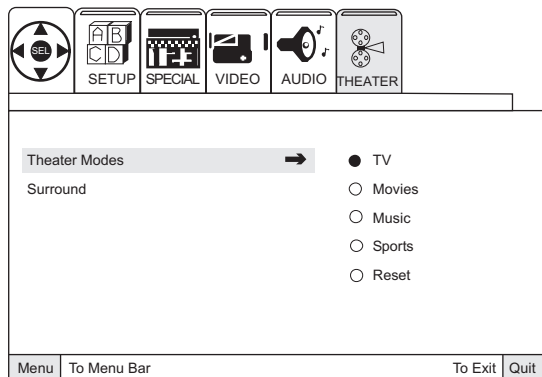 SEL
A B
C D
SETUP SPECIAL VIDEO AUDIO THEATER
Theater Modes TV
Surround Movies
Music
Sports
Reset
Menu To Menu Bar To Exit Quit